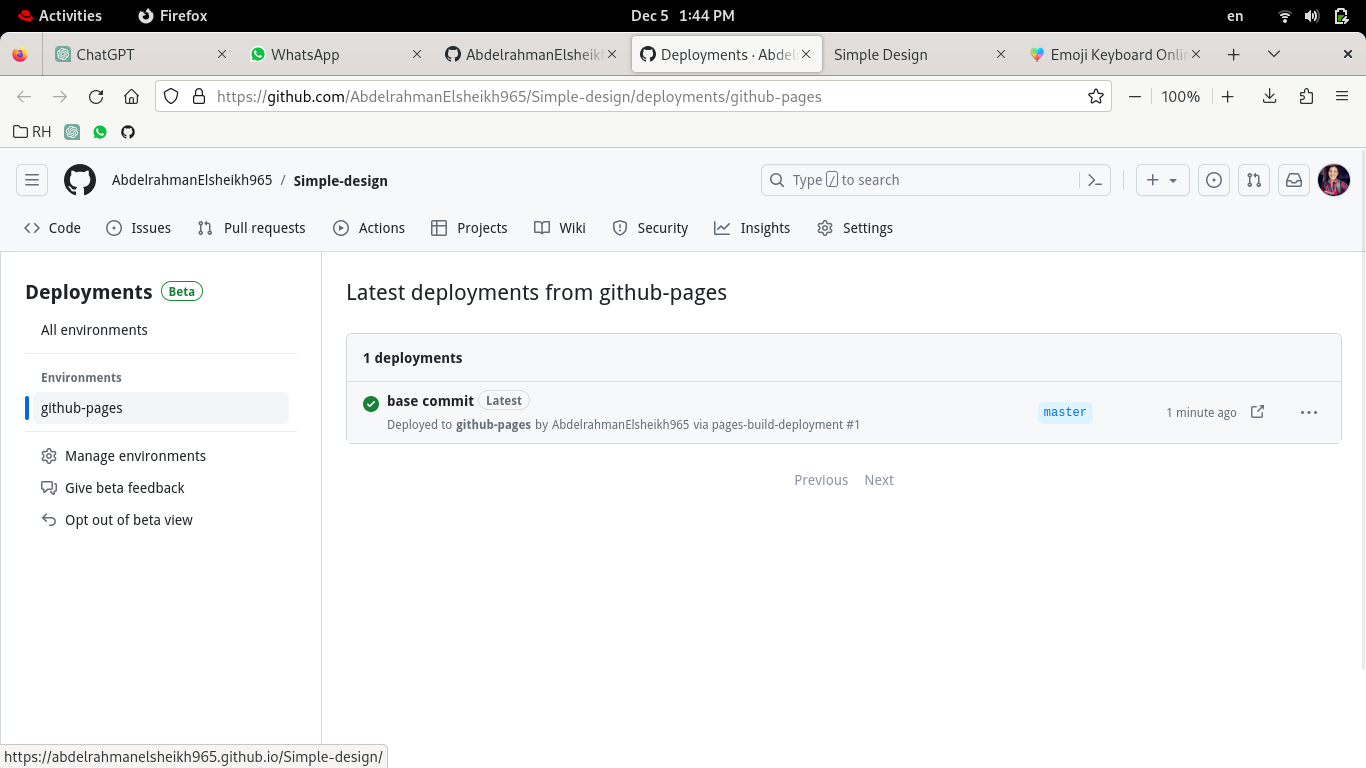 Activities Firefox Dec 5 1:44 PM en
ChatGPT WhatsApp AbdelrahmanElsheikh Deployments · Abdel Simple Design Emoji Keyboard Onlin
https://github.com/AbdelrahmanElsheikh965/Simple-design/deployments/github-pages 100%
RH
AbdelrahmanElsheikh965 / Simple-design Type / to search
Code Issues Pull requests Actions Projects Wiki Security Insights Settings
Deployments Beta
All environments
Environments
github-pages
Manage environments
Give beta feedback
Opt out of beta view
Latest deployments from github-pages
1 deployments
base commit Latest
Deployed to github-pages by AbdelrahmanElsheikh965 via pages-build-deployment #1
master 1 minute ago
Previous Next
https://abdelrahmanelsheikh965.github.io/Simple-design/